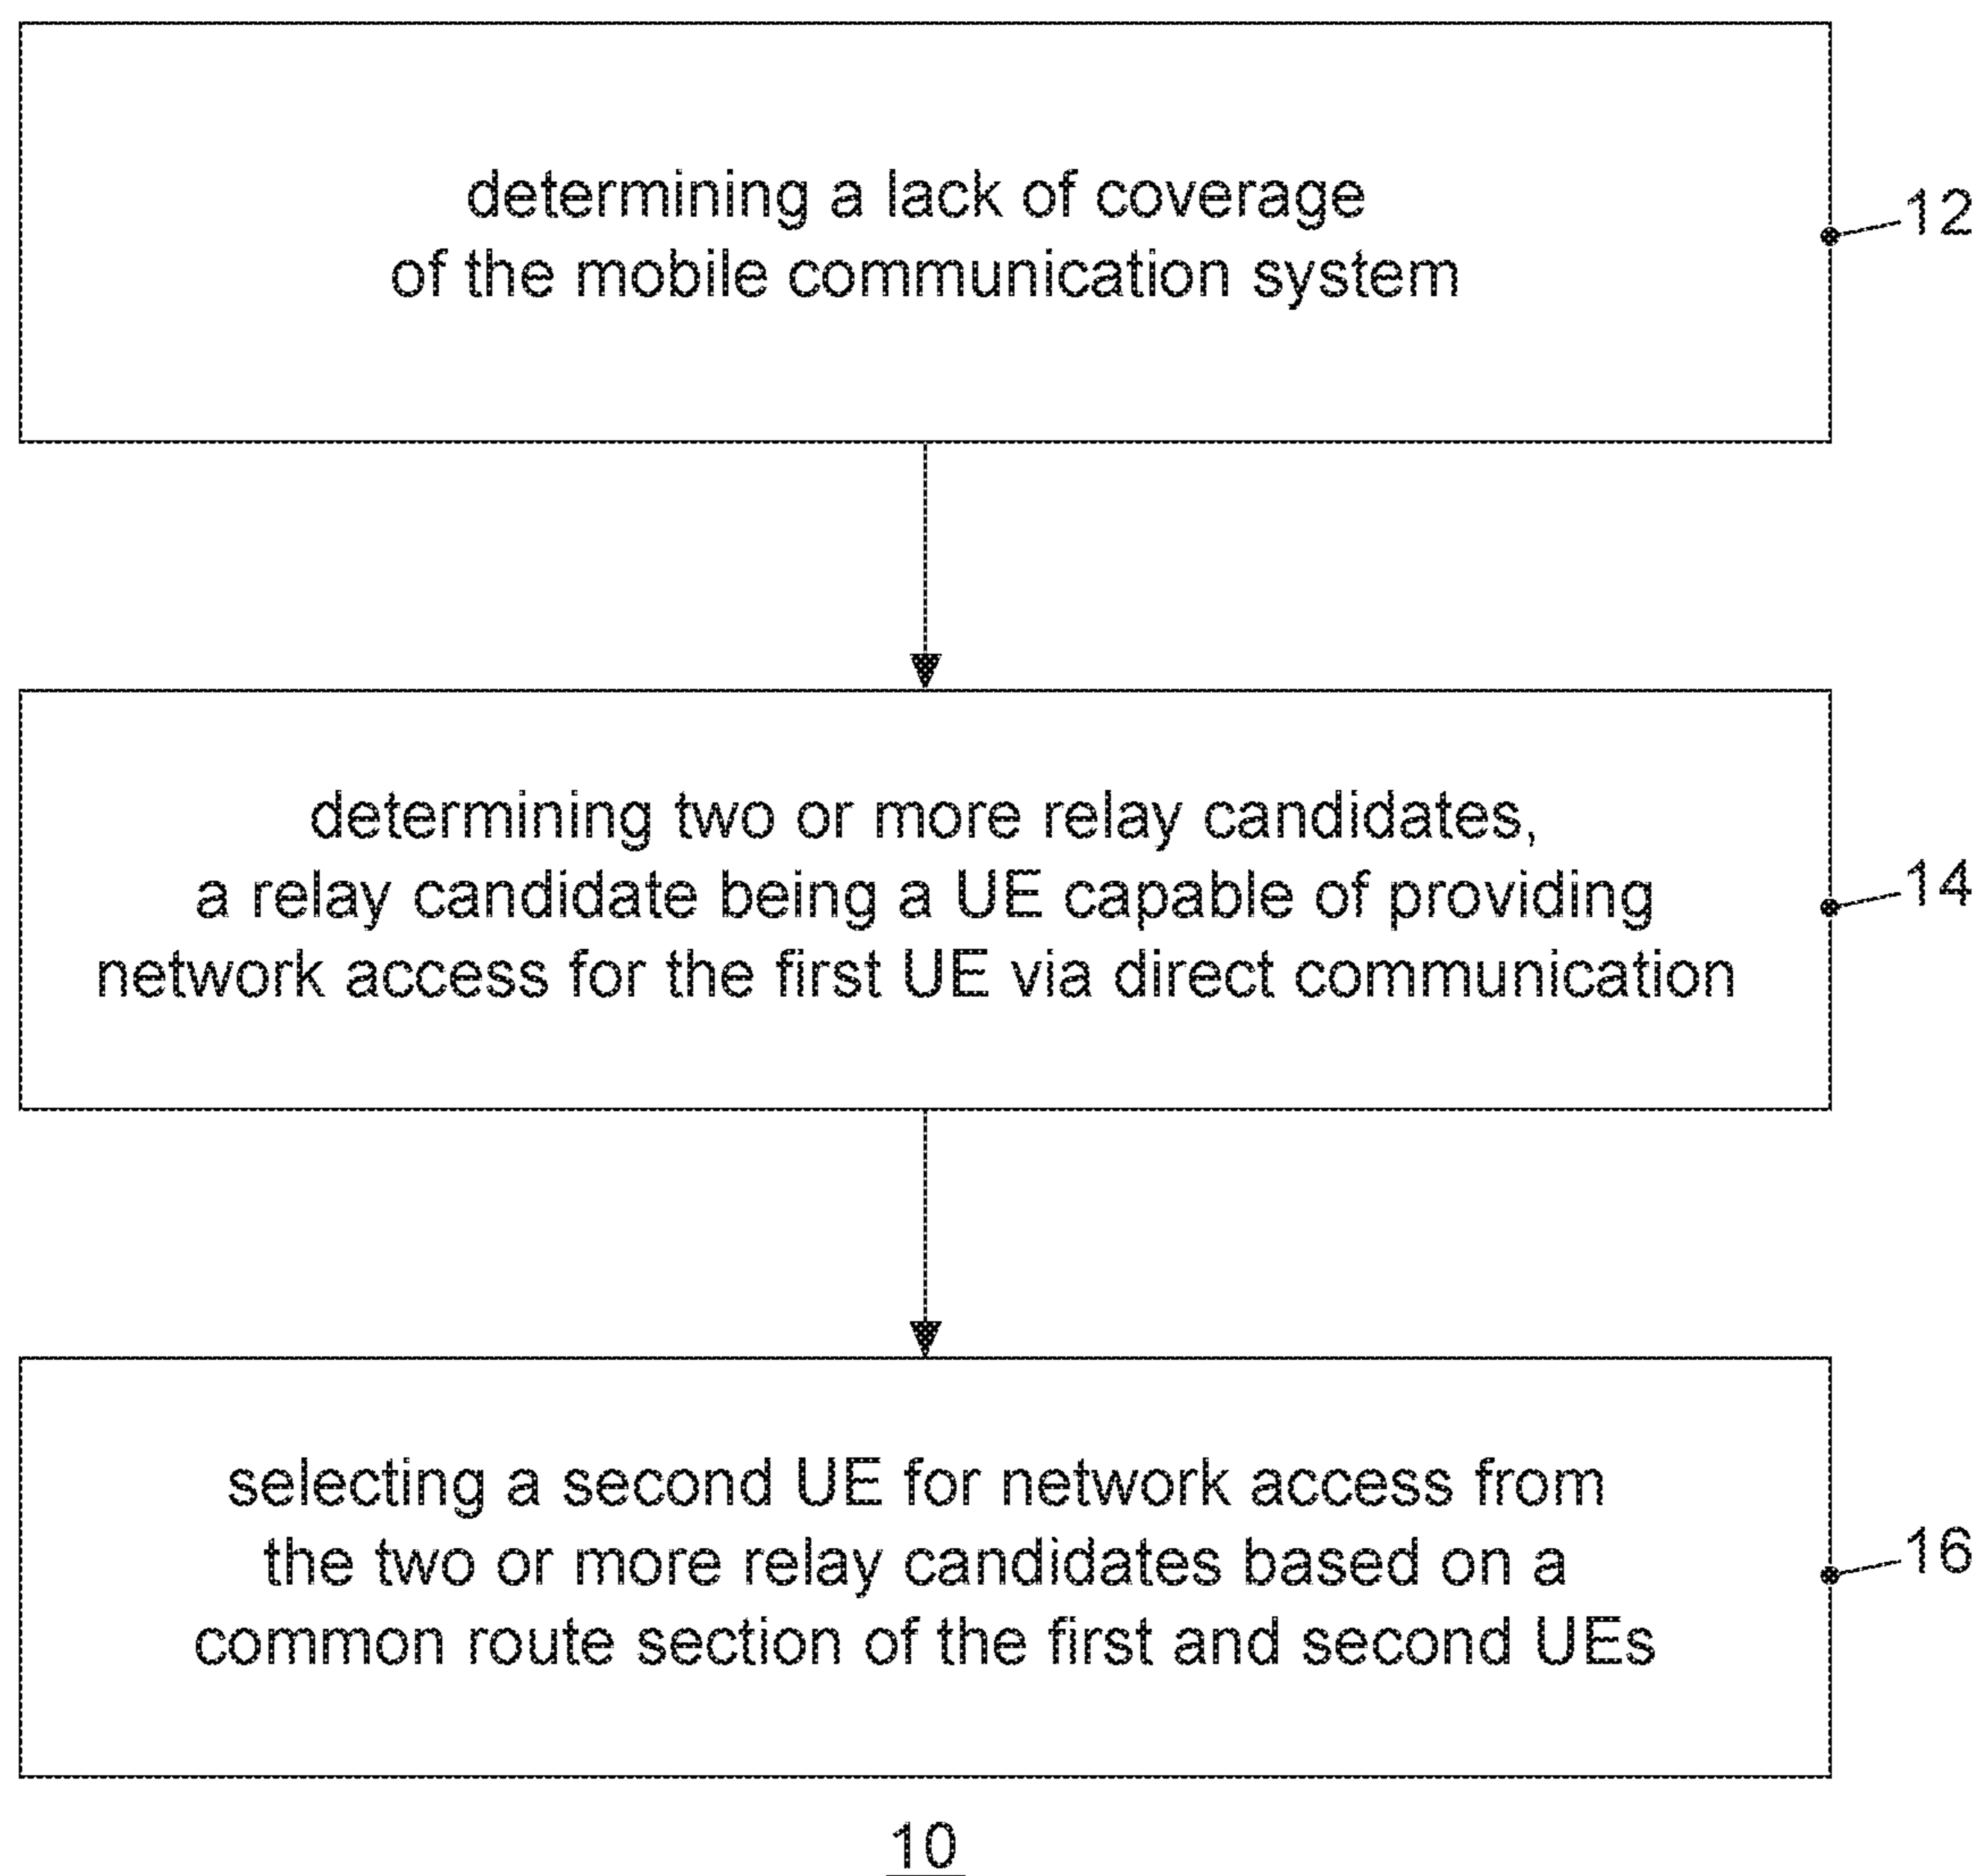 determining a lack of coverage
of the mobile communication system
12
determining two or more relay candidates,
a relay candidate being a UE capable of providing
network access for the first UE via direct communication
14
selecting a second UE for network access from
the two or more relay candidates based on a
common route section of the first and second UEs
16
10